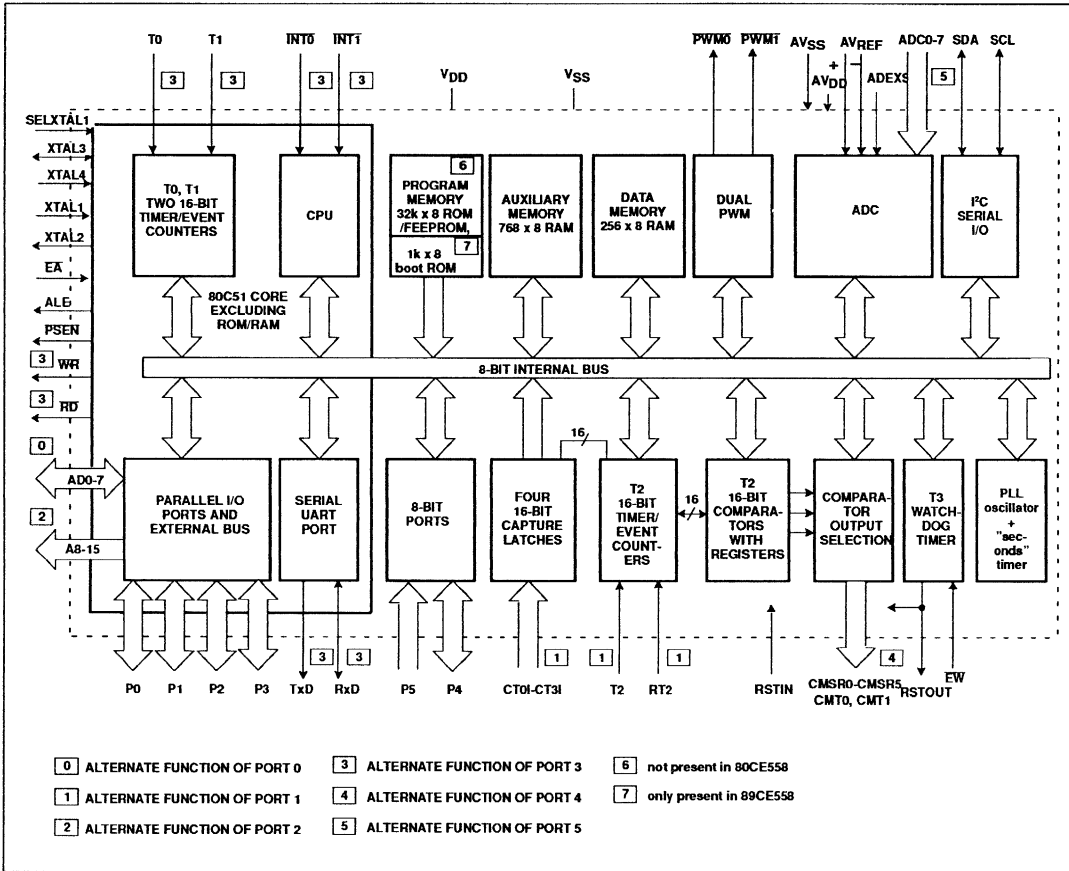 T0 T1 INT0 INT1 PWM0 PWM1 AVSS AVREF ADC0-7 SDA SCL
3 3 3 3 VDD VSS + − AVDD ADEXS 5
SELXTAL1
XTAL3
XTAL4
XTAL1
XTAL2
EA
ALE
PSEN
3 WR
3 RD
0
AD0-7
2
A8-15
T0, T1
TWO 16-BIT
TIMER/EVENT
COUNTERS
CPU
80C51 CORE
EXCLUDING
ROM/RAM
6
PROGRAM
MEMORY
32k x 8 ROM
/FEEPROM,
7
1k x 8
boot ROM
AUXILIARY
MEMORY
768 x 8 RAM
DATA
MEMORY
256 x 8 RAM
DUAL
PWM
ADC
I²C
SERIAL
I/O
8-BIT INTERNAL BUS
PARALLEL I/O
PORTS AND
EXTERNAL BUS
SERIAL
UART
PORT
8-BIT
PORTS
FOUR
16-BIT
CAPTURE
LATCHES
16
T2
16-BIT
TIMER/
EVENT
COUNT-
ERS
16
T2
16-BIT
COMPARA-
TORS
WITH
REGISTERS
COMPARA-
TOR
OUTPUT
SELECTION
T3
WATCH-
DOG
TIMER
PLL
oscillator
+
"sec-
onds"
timer
3 3 1 1 1 4
P0 P1 P2 P3 TxD RxD P5 P4 CT0I-CT3I T2 RT2 RSTIN CMSR0-CMSR5 RSTOUT EW
CMT0, CMT1
0 ALTERNATE FUNCTION OF PORT 0
1 ALTERNATE FUNCTION OF PORT 1
2 ALTERNATE FUNCTION OF PORT 2
3 ALTERNATE FUNCTION OF PORT 3
4 ALTERNATE FUNCTION OF PORT 4
5 ALTERNATE FUNCTION OF PORT 5
6 not present in 80CE558
7 only present in 89CE558